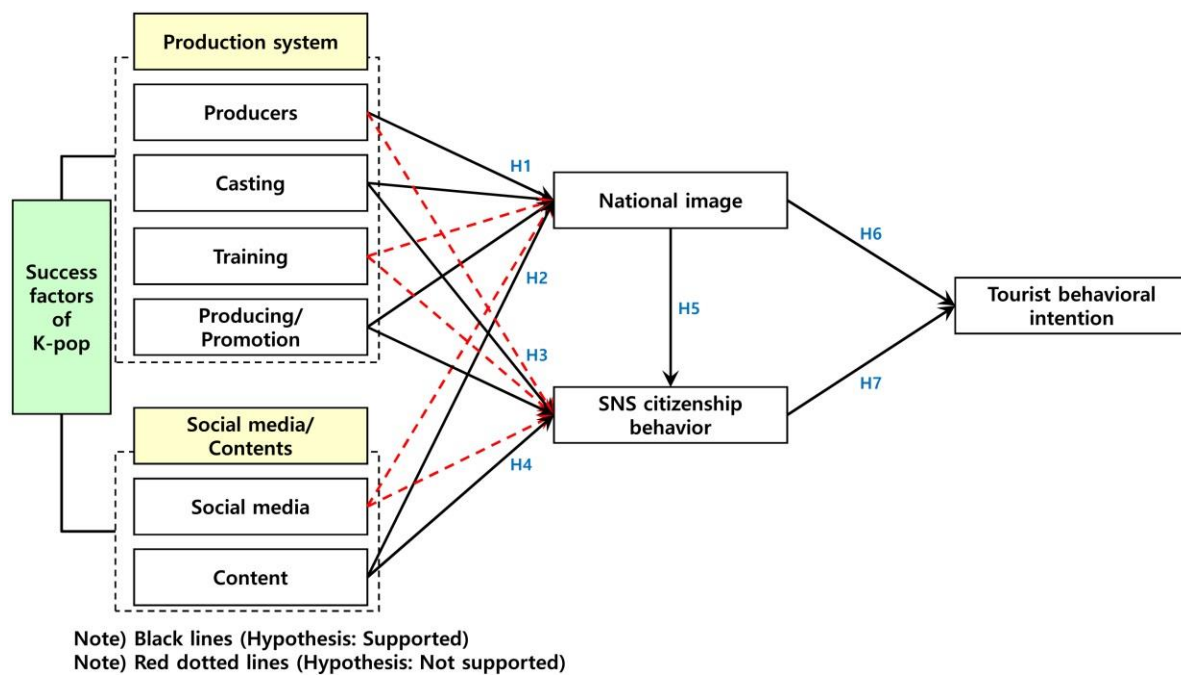 Production system
Producers
Casting
Training
Producing/
Promotion
Success
factors
of
K-pop
Social media/
Contents
Social media
Content
H1
H2
H3
H4
National image
H5
SNS citizenship
behavior
H6
H7
Tourist behavioral
intention
Note) Black lines (Hypothesis: Supported)
Note) Red dotted lines (Hypothesis: Not supported)